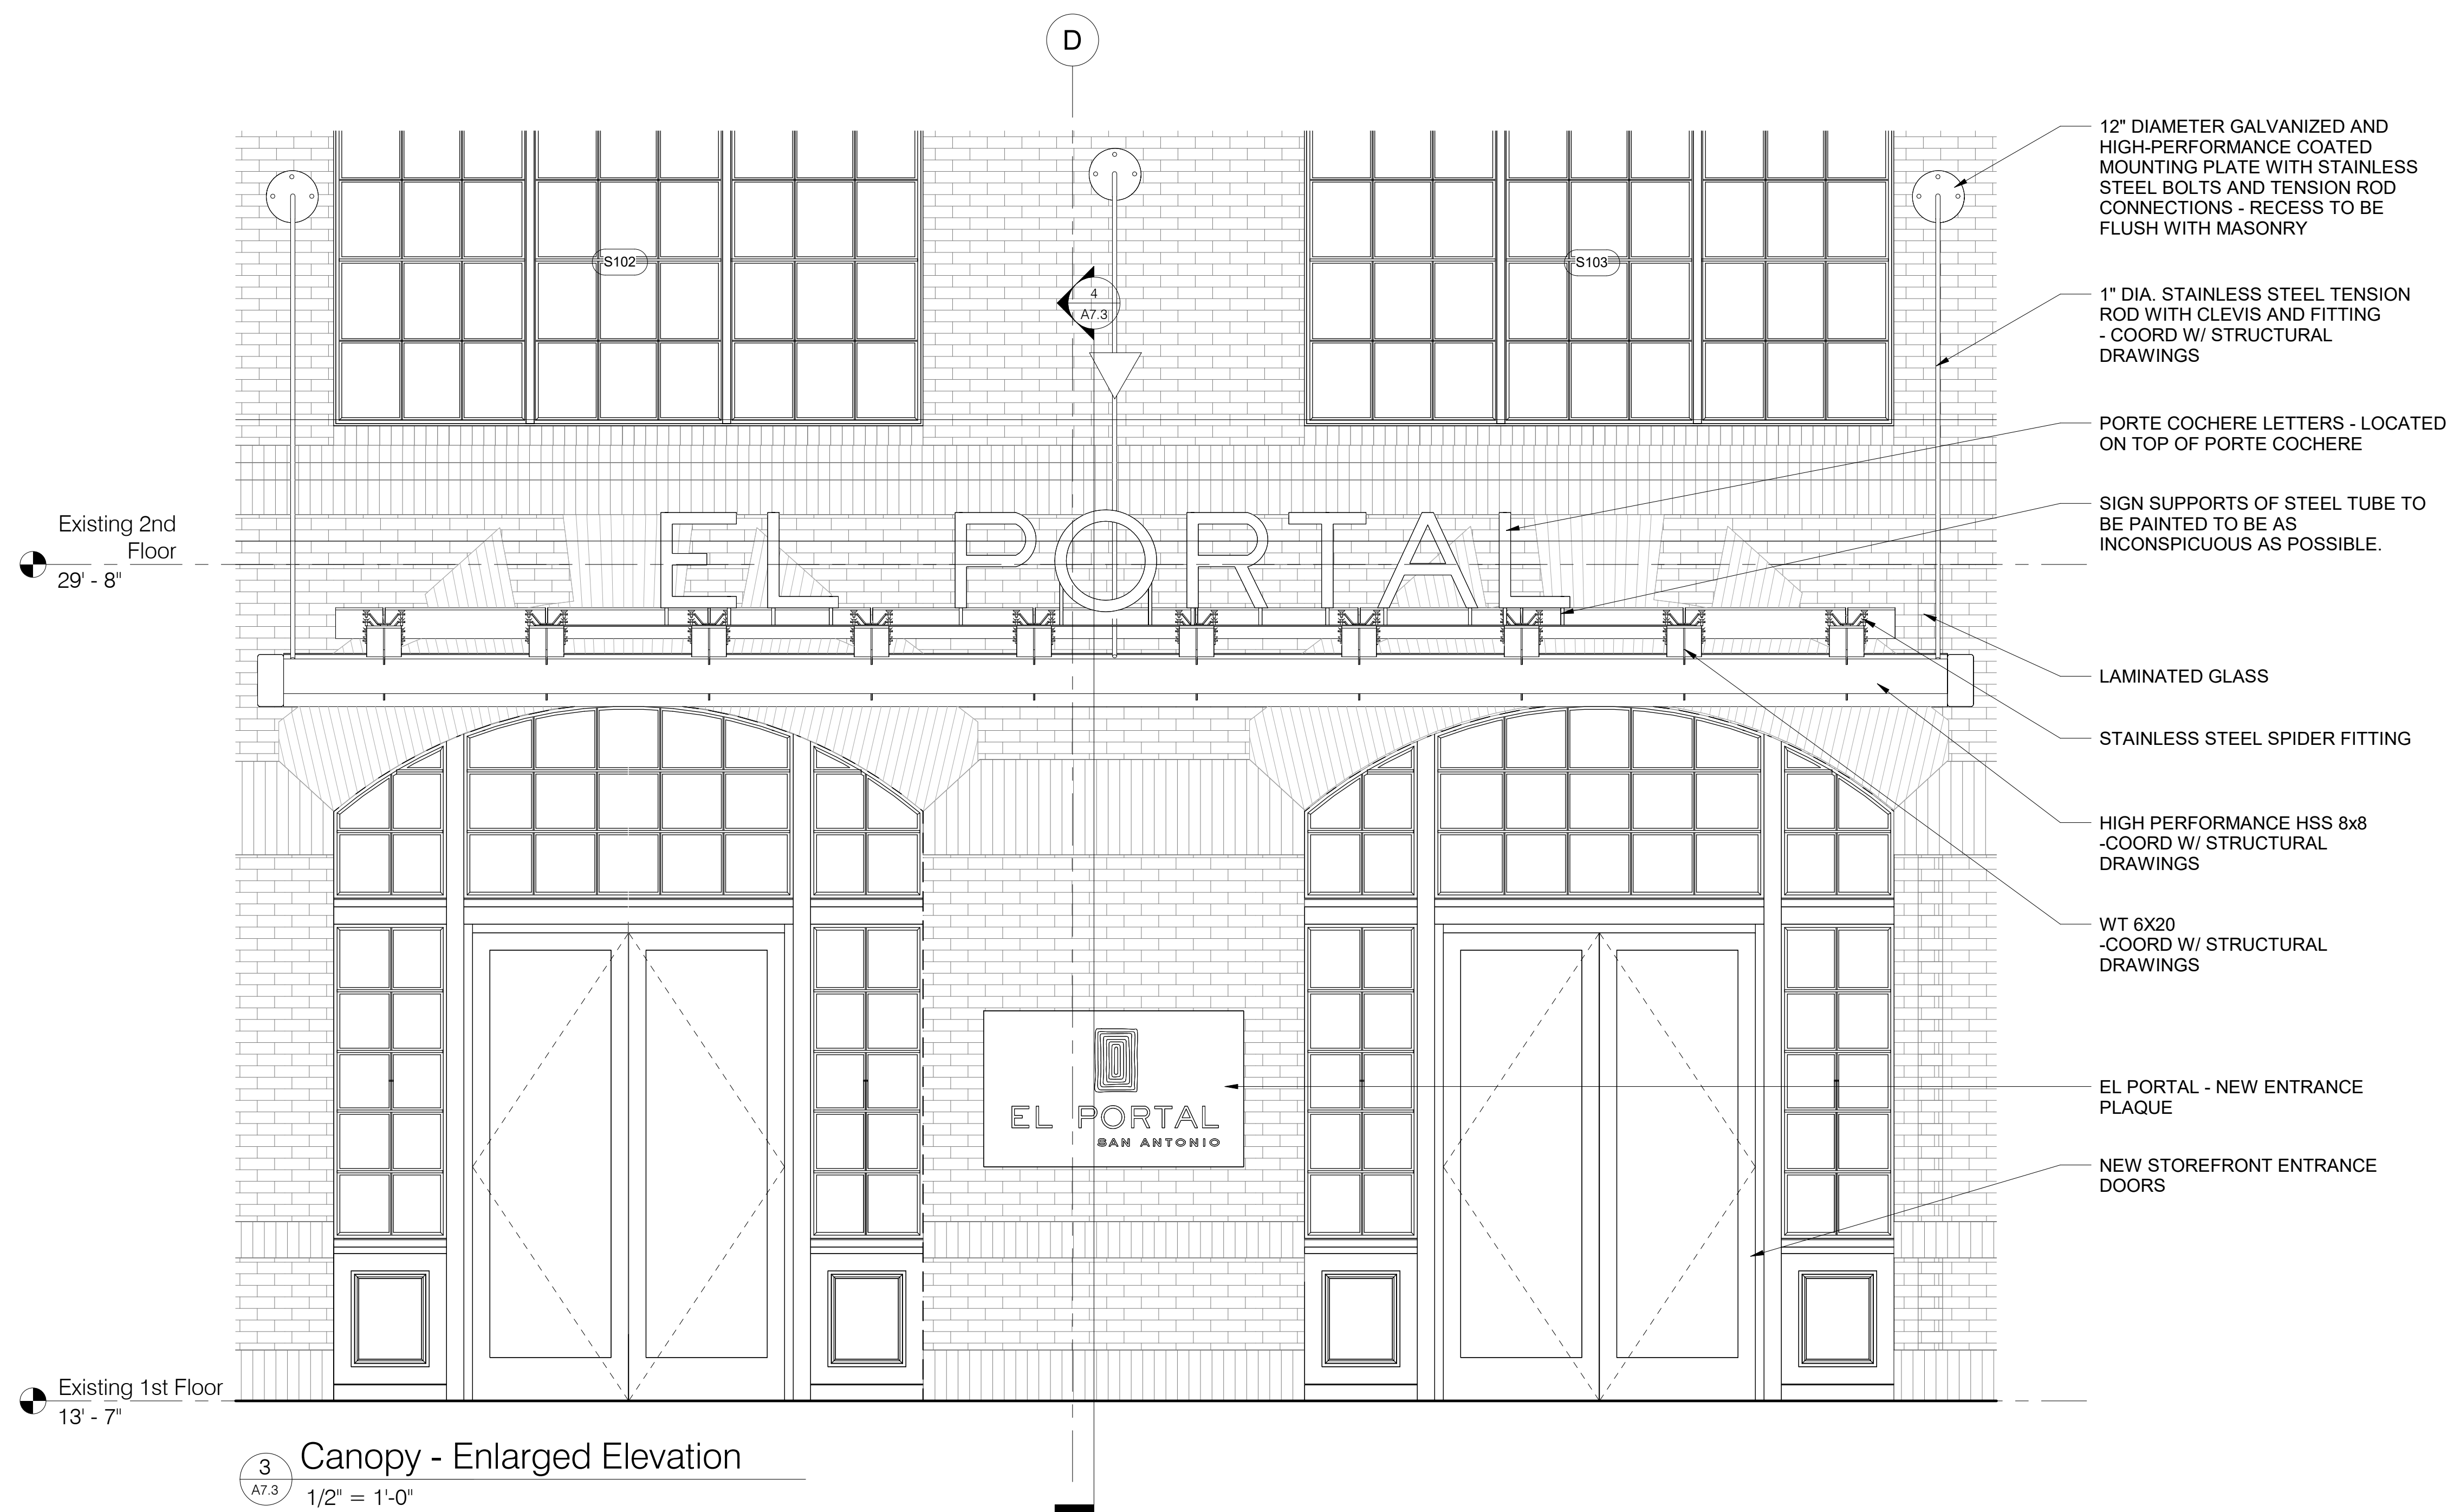 D
12" DIAMETER GALVANIZED AND
HIGH-PERFORMANCE COATED
MOUNTING PLATE WITH STAINLESS
STEEL BOLTS AND TENSION ROD
CONNECTIONS - RECESS TO BE
FLUSH WITH MASONRY
S102
S103
4
A7.3
1" DIA. STAINLESS STEEL TENSION
ROD WITH CLEVIS AND FITTING
- COORD W/ STRUCTURAL
DRAWINGS
PORTE COCHERE LETTERS - LOCATED
ON TOP OF PORTE COCHERE
SIGN SUPPORTS OF STEEL TUBE TO
BE PAINTED TO BE AS
INCONSPICUOUS AS POSSIBLE.
Existing 2nd
Floor
29' - 8"
EL PORTAL
LAMINATED GLASS
STAINLESS STEEL SPIDER FITTING
HIGH PERFORMANCE HSS 8x8
-COORD W/ STRUCTURAL
DRAWINGS
WT 6X20
-COORD W/ STRUCTURAL
DRAWINGS
EL PORTAL
SAN ANTONIO
EL PORTAL - NEW ENTRANCE
PLAQUE
NEW STOREFRONT ENTRANCE
DOORS
Existing 1st Floor
13' - 7"
3
A7.3
Canopy - Enlarged Elevation
1/2" = 1'-0"